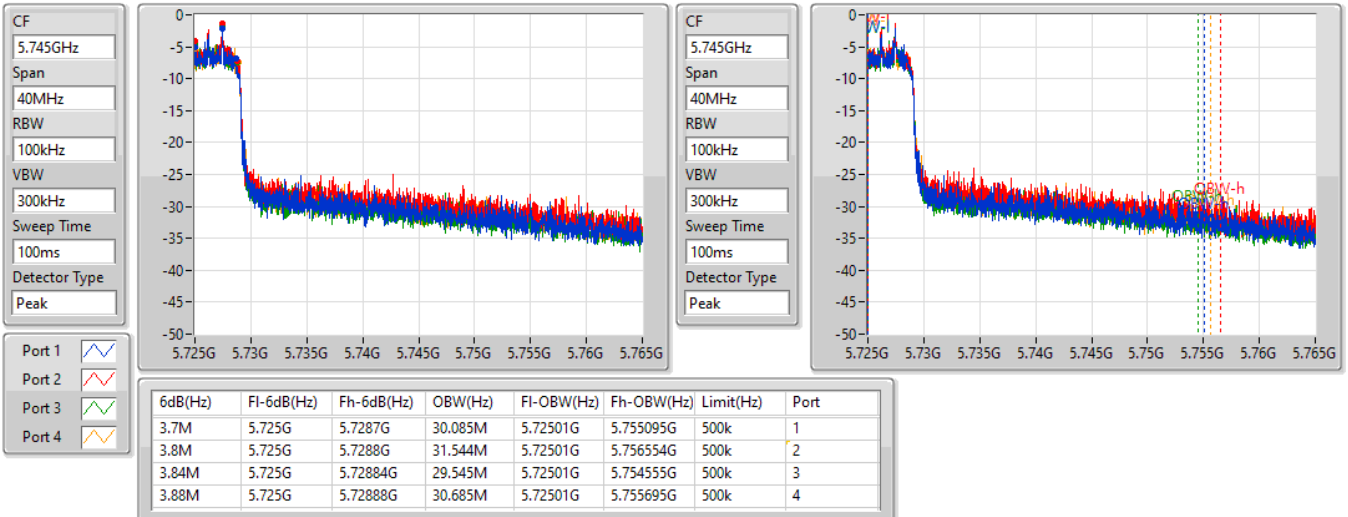 CF
5.745GHz
Span
40MHz
RBW
100kHz
VBW
300kHz
Sweep Time
100ms
Detector Type
Peak
0
-5
-10
-15
-20
-25
-30
-35
-40
-45
-50
5.725G 5.73G 5.735G 5.74G 5.745G 5.75G 5.755G 5.76G 5.765G
CF
5.745GHz
Span
40MHz
RBW
100kHz
VBW
300kHz
Sweep Time
100ms
Detector Type
Peak
0
-5
-10
-15
-20
-25
-30
-35
-40
-45
-50
OBW-h
5.725G 5.73G 5.735G 5.74G 5.745G 5.75G 5.755G 5.76G 5.765G
Port 1
Port 2
Port 3
Port 4
6dB(Hz) Fl-6dB(Hz) Fh-6dB(Hz) OBW(Hz) Fl-OBW(Hz) Fh-OBW(Hz) Limit(Hz) Port
3.7M 5.725G 5.7287G 30.085M 5.72501G 5.755095G 500k 1
3.8M 5.725G 5.7288G 31.544M 5.72501G 5.756554G 500k 2
3.84M 5.725G 5.72884G 29.545M 5.72501G 5.754555G 500k 3
3.88M 5.725G 5.72888G 30.685M 5.72501G 5.755695G 500k 4